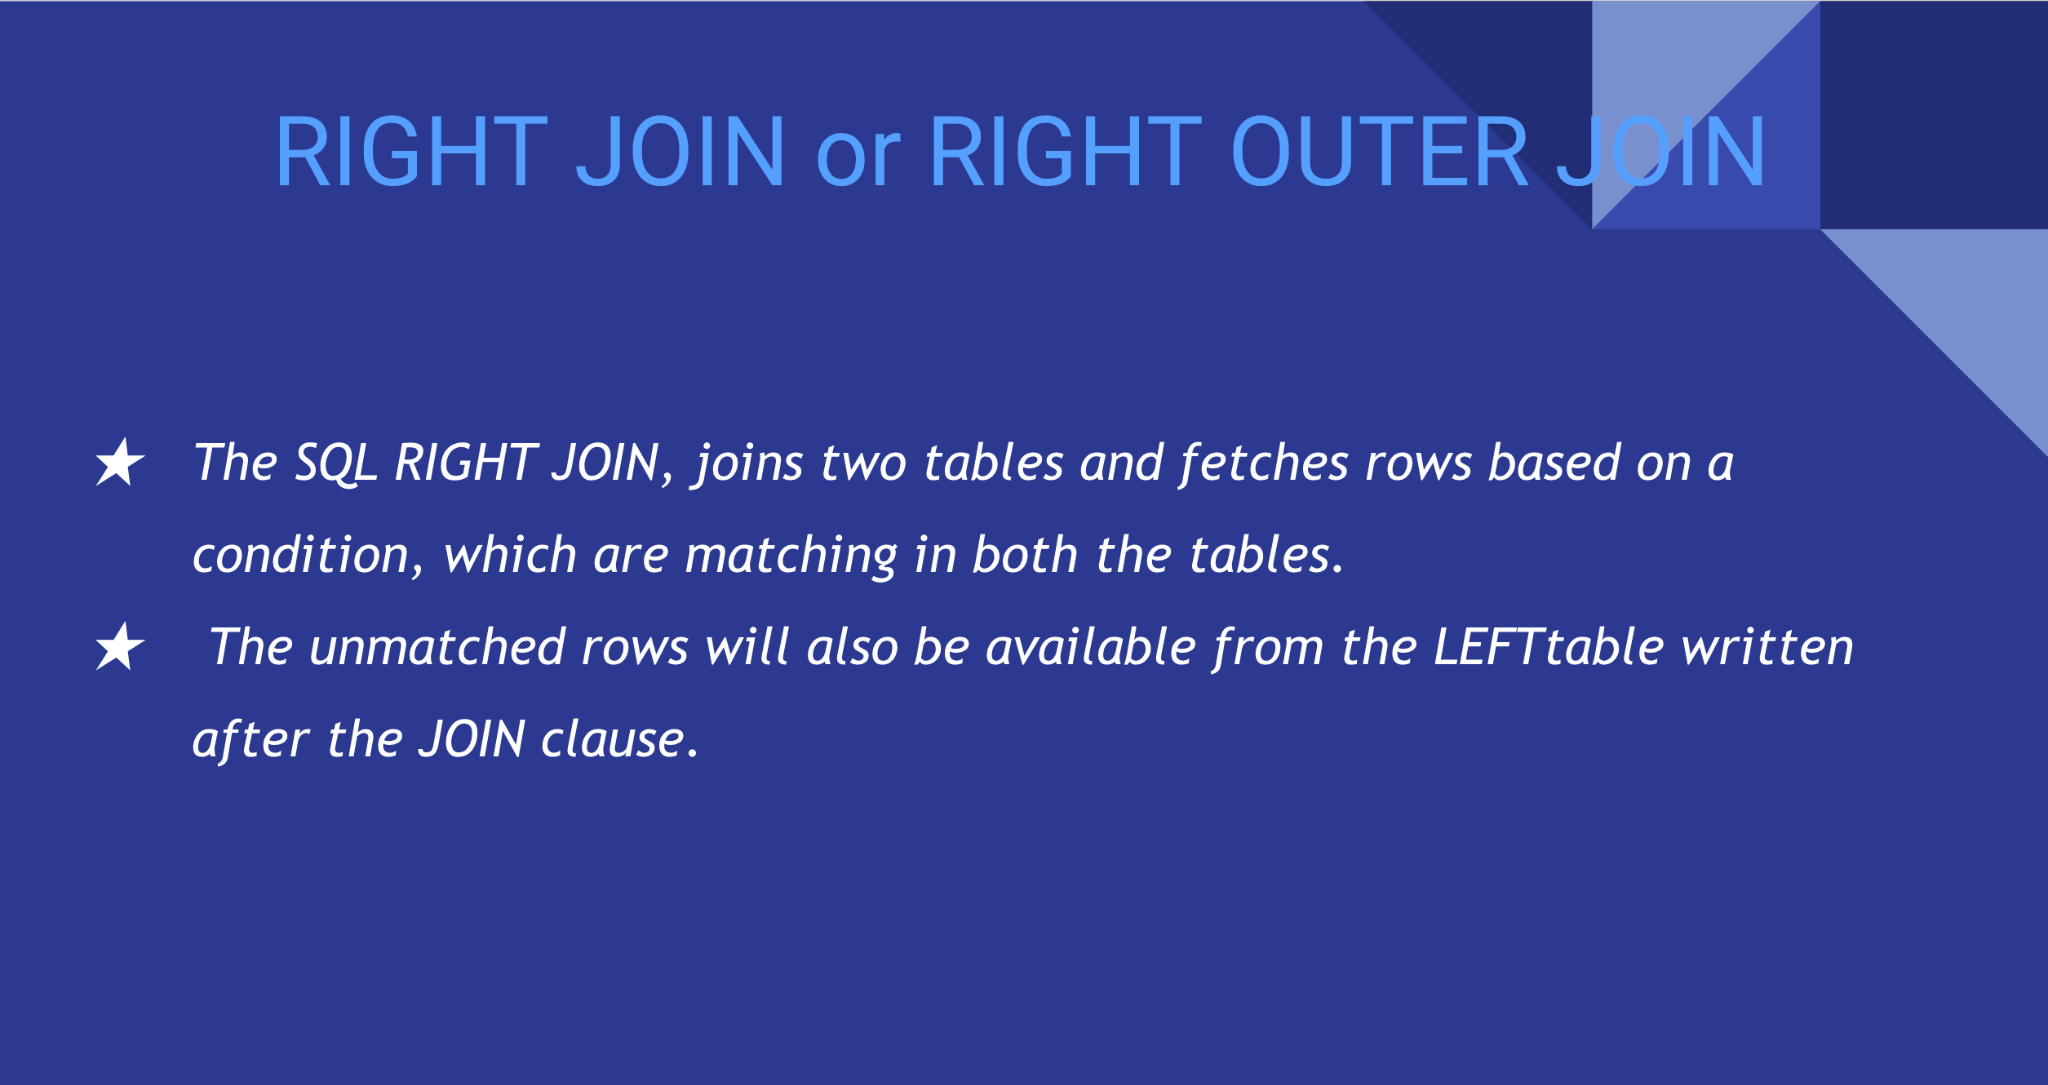 RIGHT JOIN or RIGHT OUTER JOIN
★ The SQL RIGHT JOIN, joins two tables and fetches rows based on a
condition, which are matching in both the tables.
★ The unmatched rows will also be available from the LEFTtable written
after the JOIN clause.